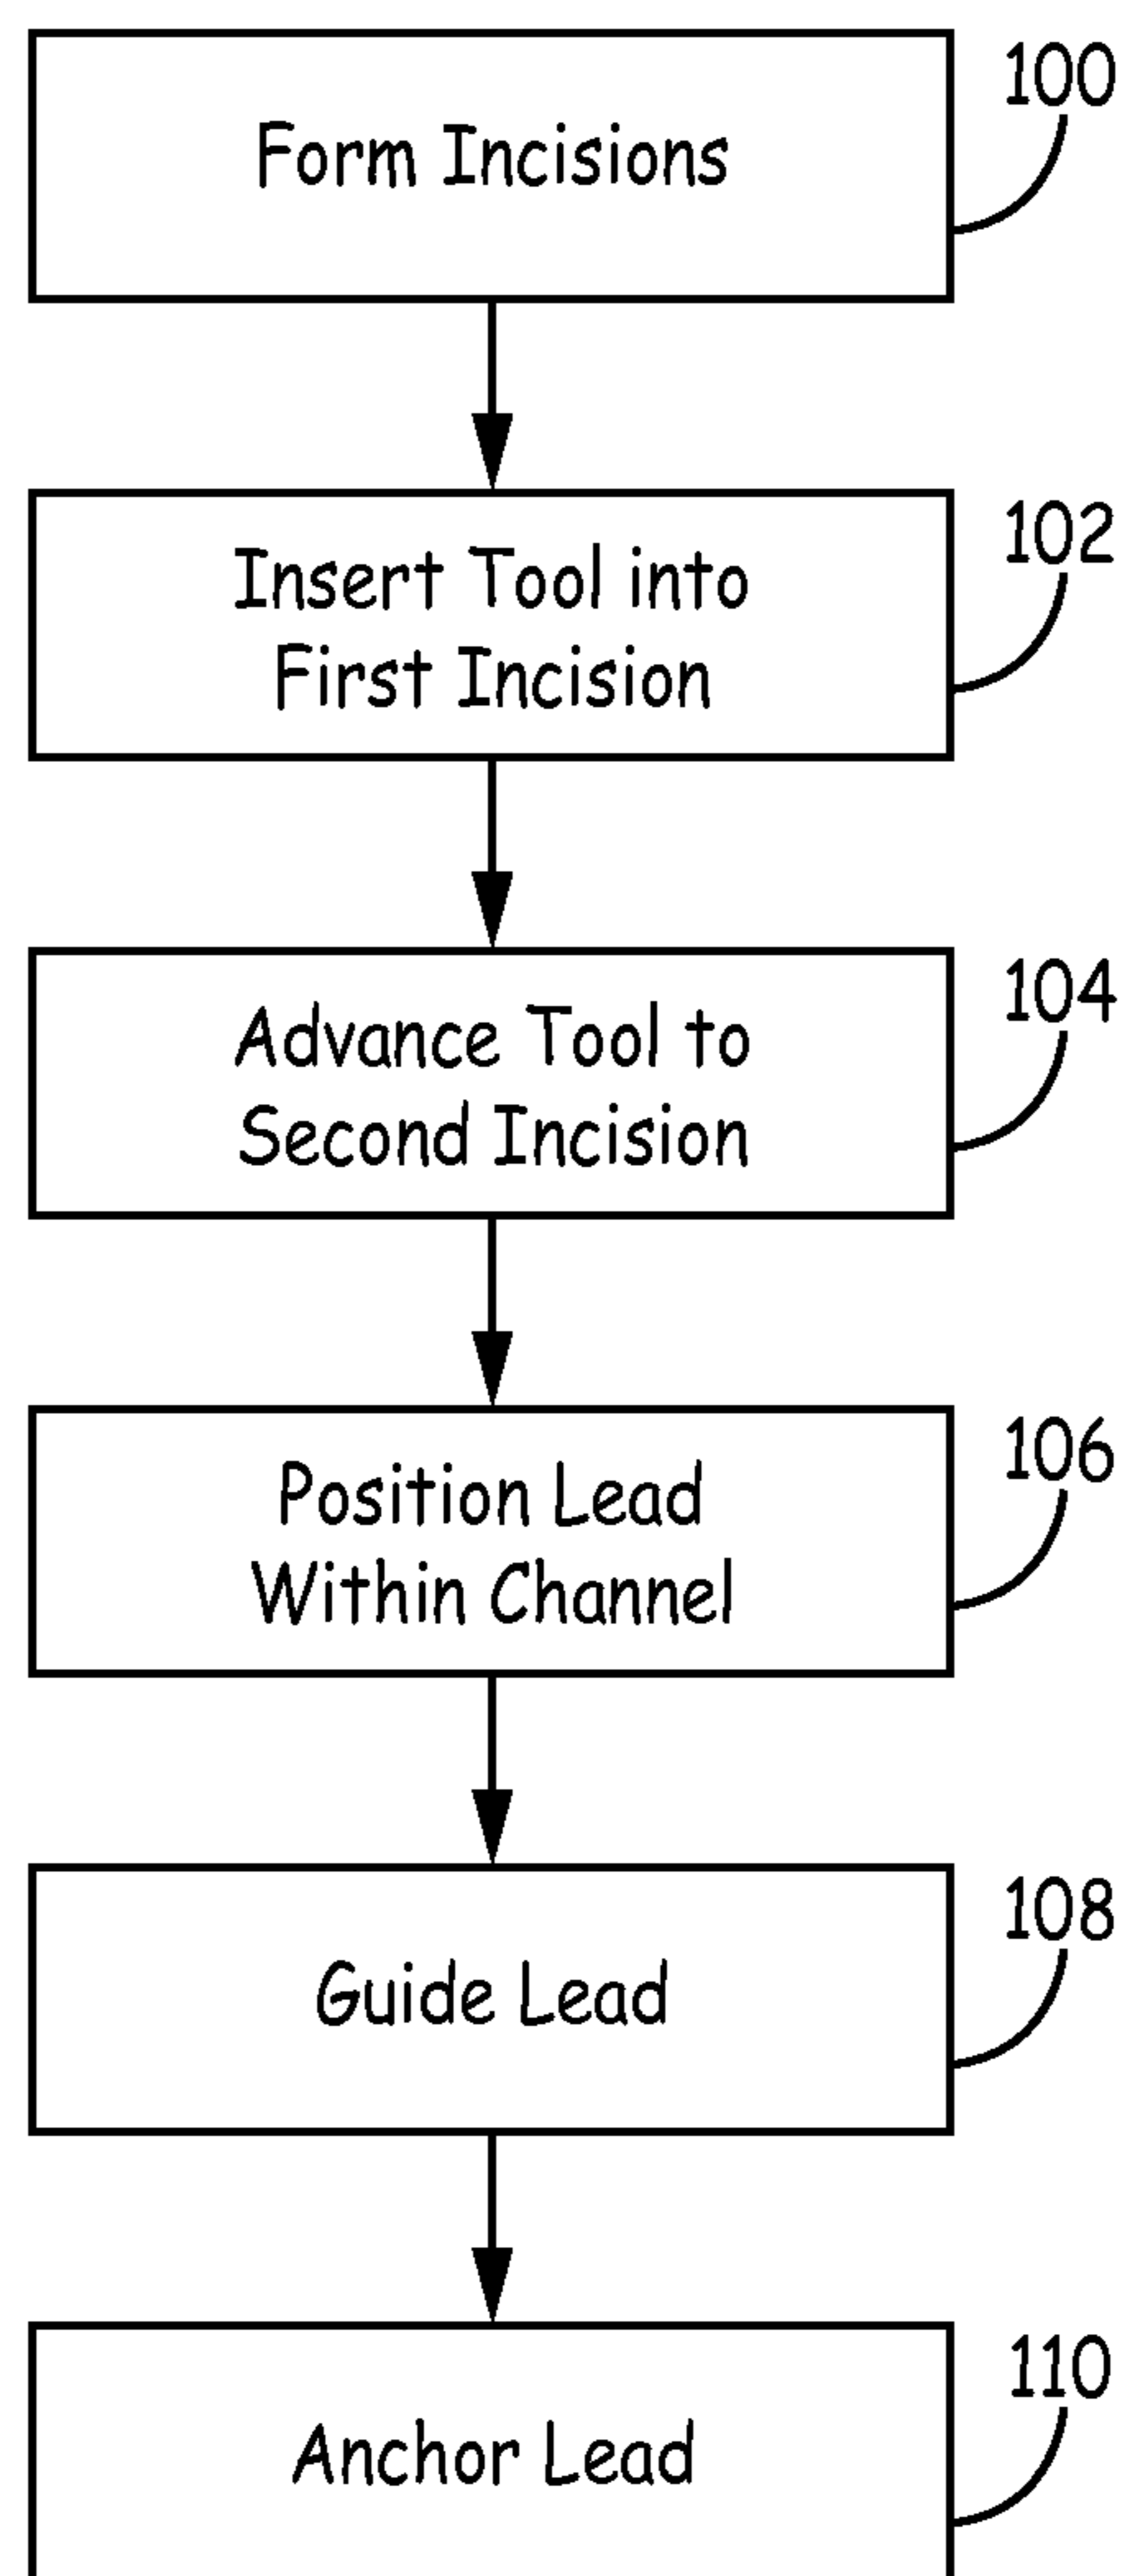 Form Incisions
100
Insert Tool into
First Incision
102
Advance Tool to
Second Incision
104
Position Lead
Within Channel
106
Guide Lead
108
Anchor Lead
110